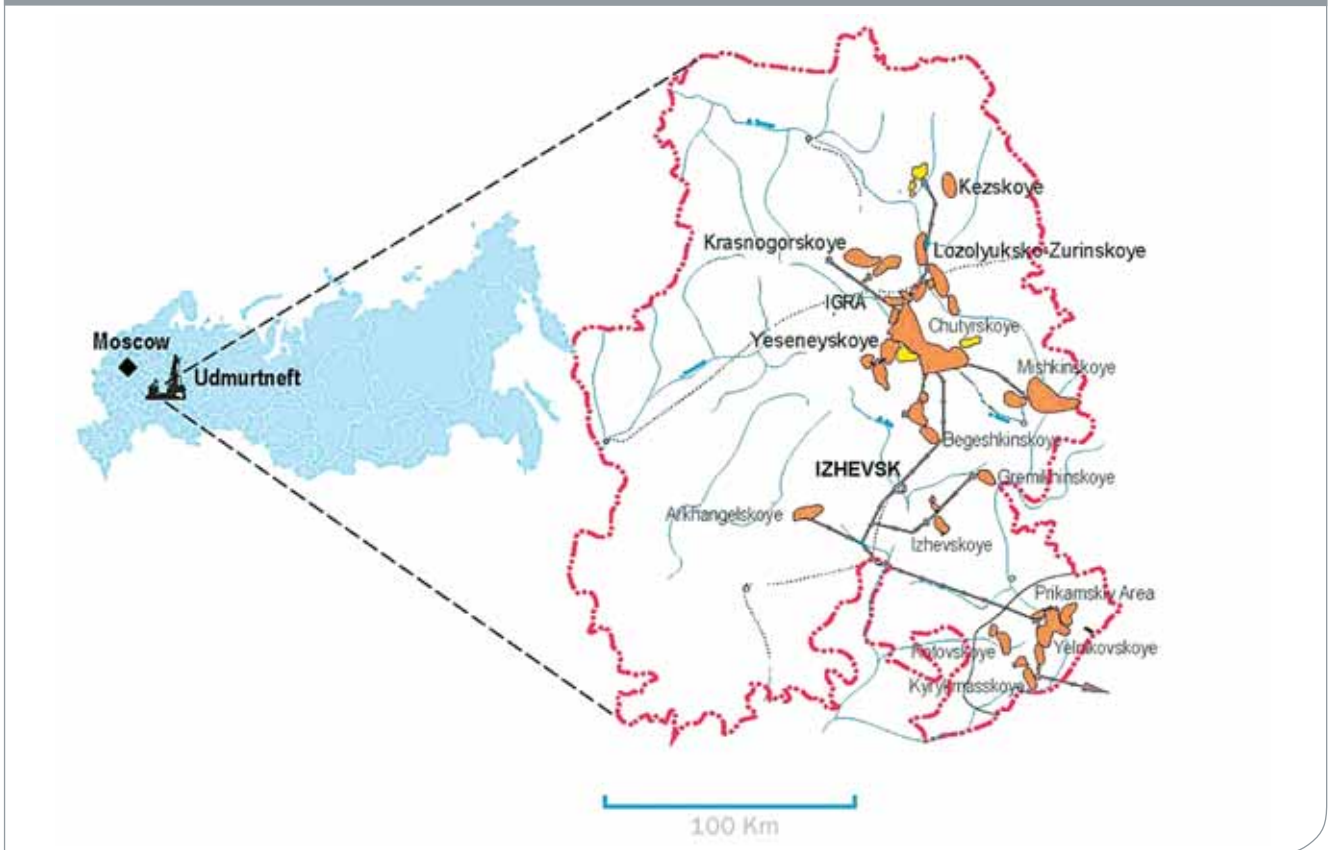 Kezskoye
Krasnogorskoye
Lozolyuksko-Zurinskoye
IGRA
Chutyrskoye
Yeseneyskoye
Moscow
Mishkinskoye
Udmurtneft
Begeshkinskoye
IZHEVSK
Gremikhinskoye
Arkhangelskoye
Izhevskoye
Prikamskiy Area
Yelnikovskoye
100 Km